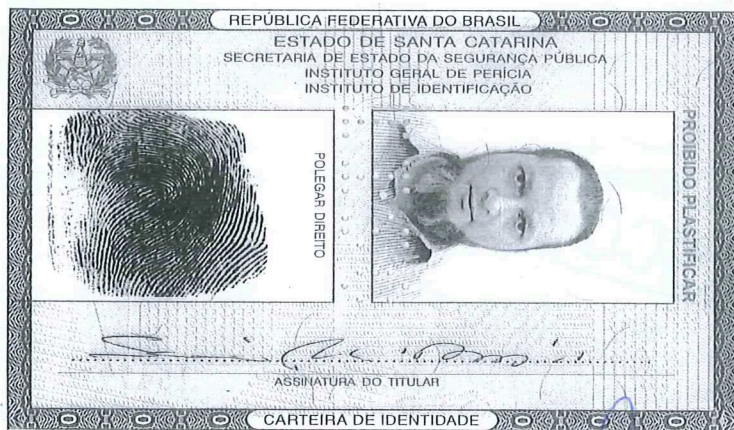 REPÚBLICA FEDERATIVA DO BRASIL
ESTADO DE SANTA CATARINA
SECRETARIA DE ESTADO DA SEGURANÇA PÚBLICA
INSTITUTO GERAL DE PERÍCIA
INSTITUTO DE IDENTIFICAÇÃO
POLEGAR DIREITO
PROIBIDO PLASTIFICAR
ASSINATURA DO TITULAR
CARTEIRA DE IDENTIDADE